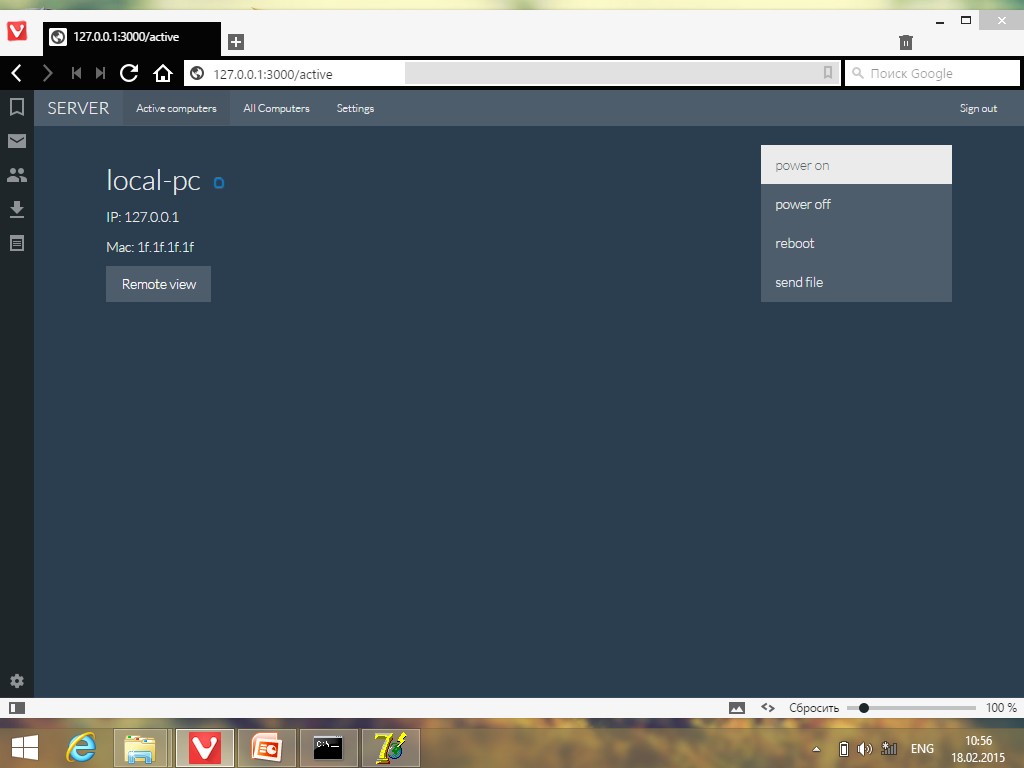 127.0.0.1:3000/active
127.0.0.1:3000/active
Поиск Google
SERVER
Active computers
All Computers
Settings
Sign out
local-pc
IP: 127.0.0.1
Mac: 1f.1f.1f.1f
Remote view
power on
power off
reboot
send file
Сбросить
100 %
ENG
10:56
18.02.2015